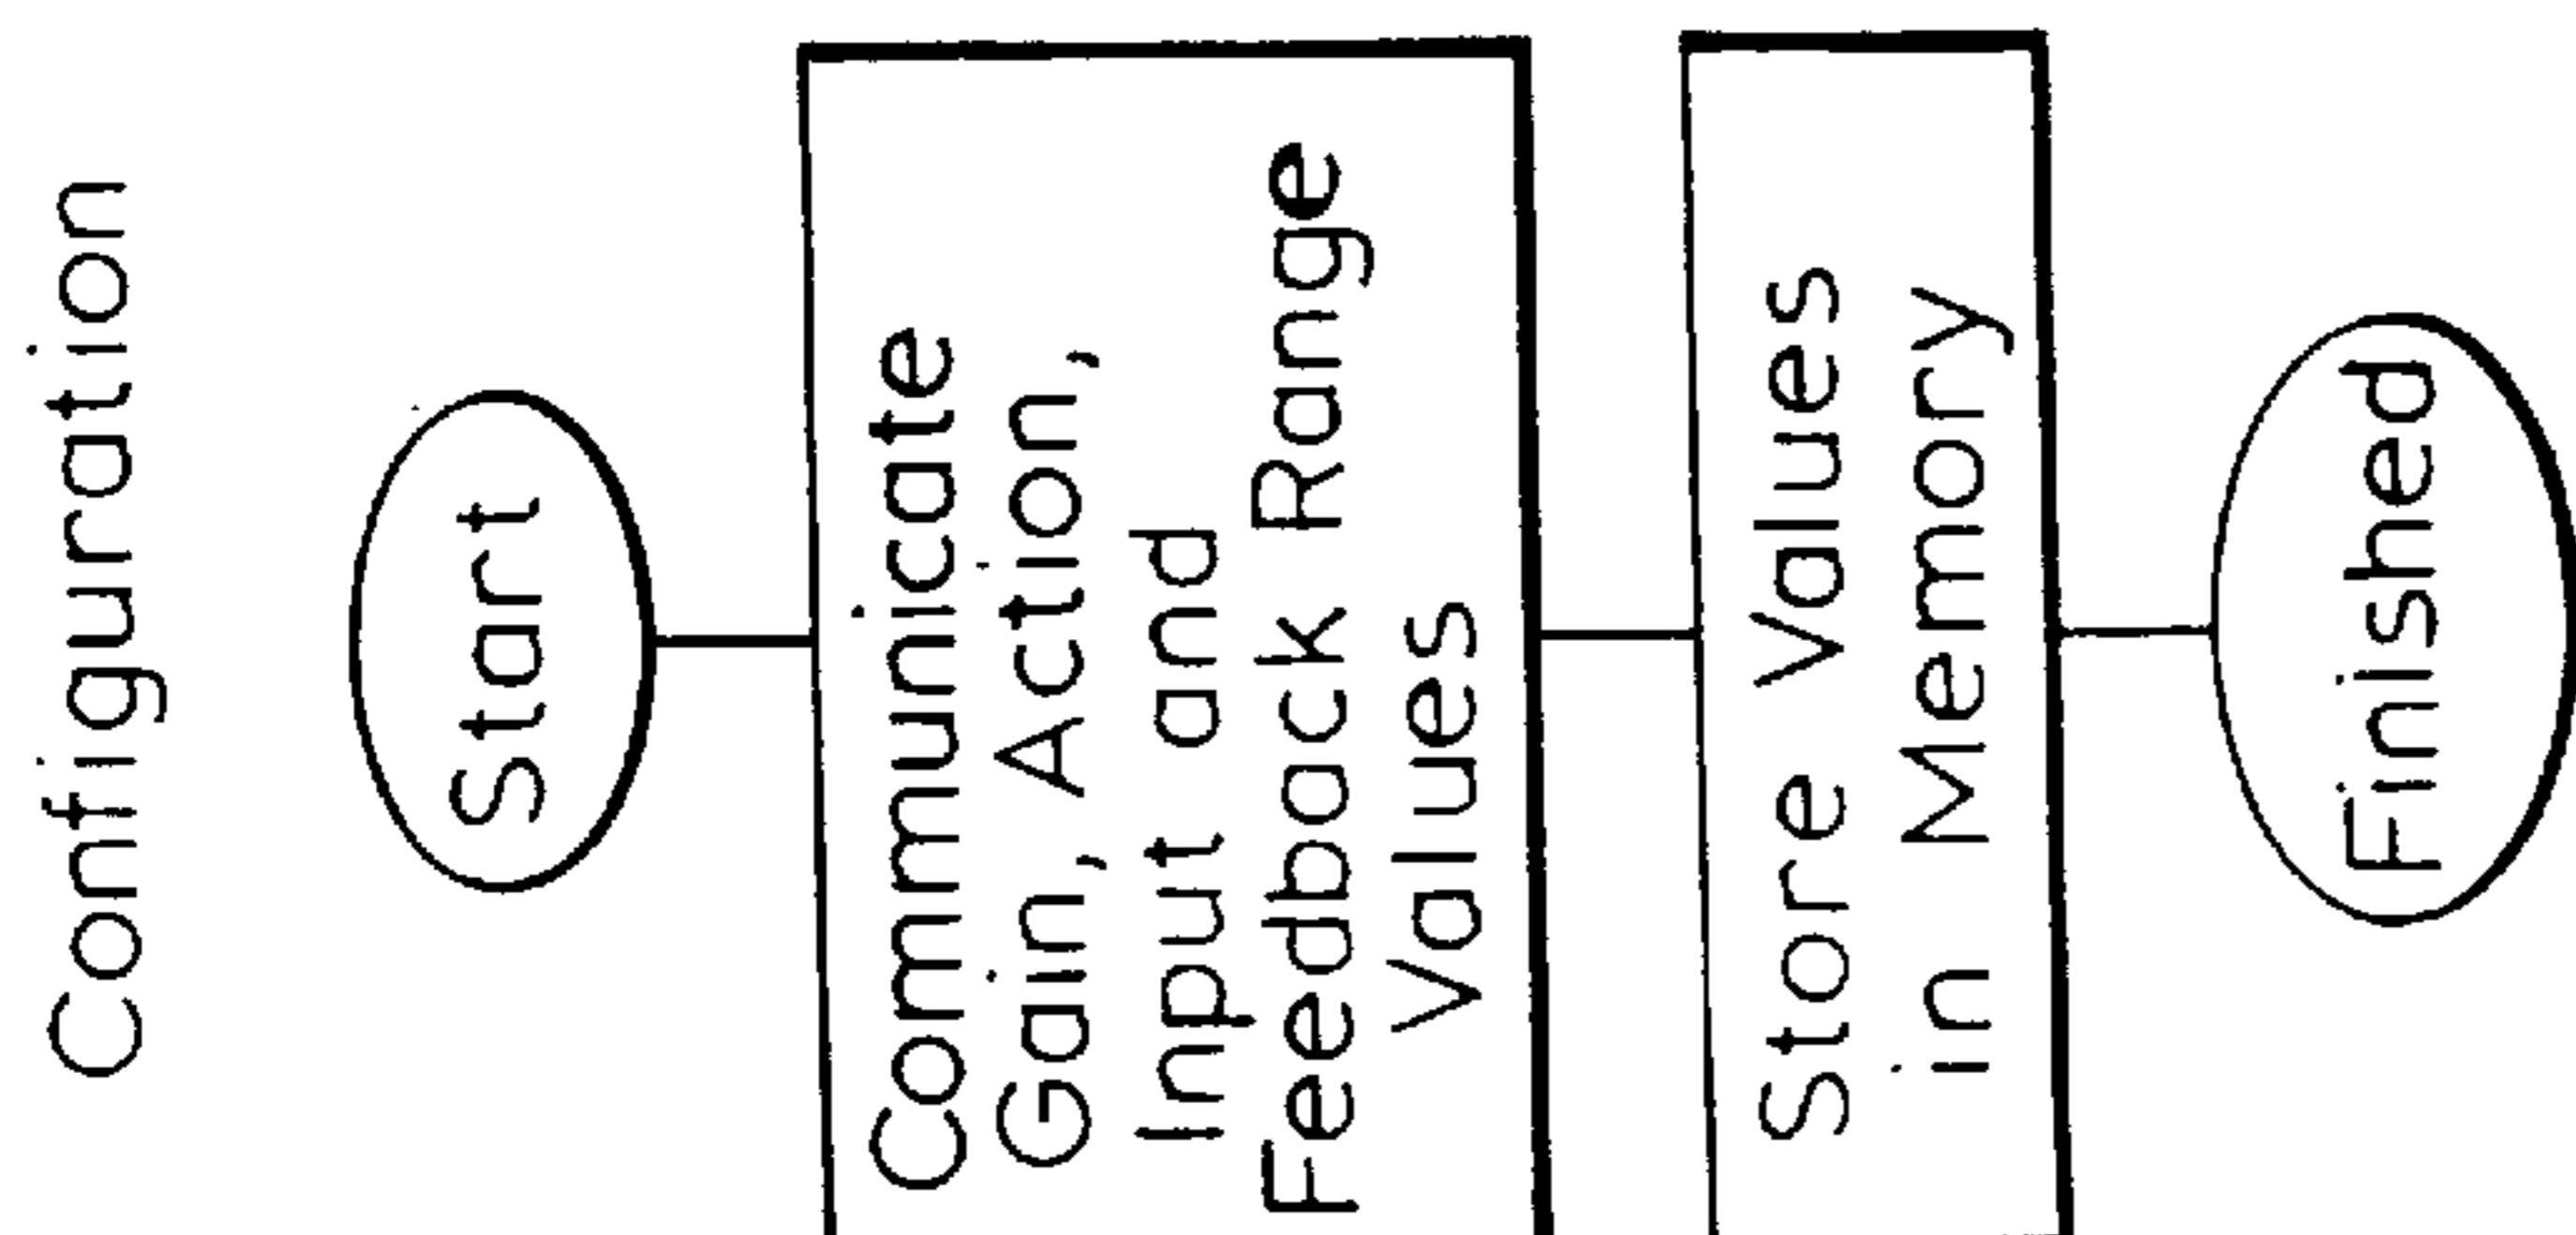 Configuration
Start
Communicate
Gain, Action,
Input and
Feedback Range
Values
Store Values
in Memory
Finished